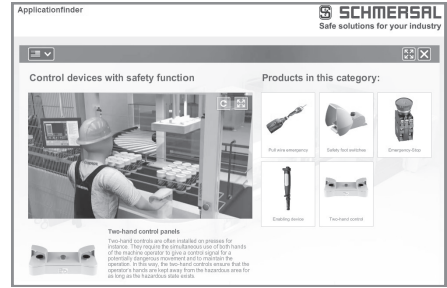 Applicationfinder
SCHMERSAL
Safe solutions for your industry
Control devices with safety function
Products in this category:
Pull-wire emergency
Safety foot switches
Emergency-Stop
Enabling device
Two-hand control
Two-hand control panels
Two-hand controls are often installed on presses for
instance. They require the simultaneous use of both hands
of the machine operator to give a control signal for a
potentially dangerous movement and to maintain the
operation. In this way, the two-hand controls ensure that the
operator's hands are kept away from the hazardous area for
as long as the hazardous state exists.